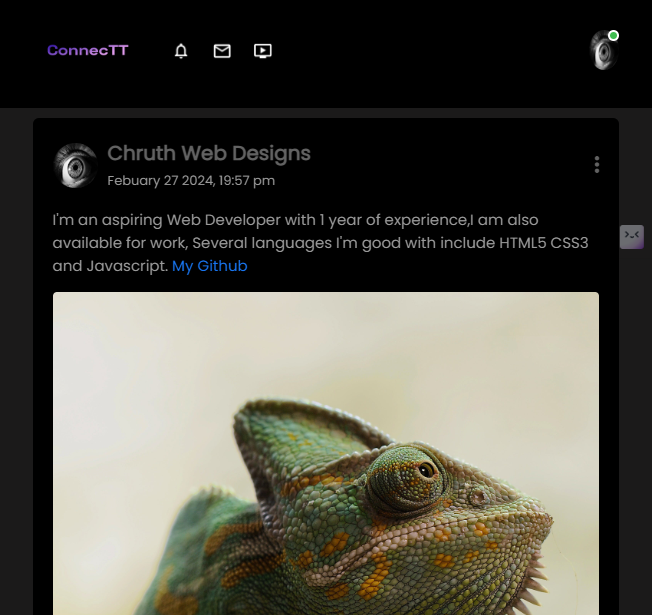 ConnecTT
Chruth Web Designs
Febuary 27 2024, 19:57 pm
I'm an aspiring Web Developer with 1 year of experience,I am also
available for work, Several languages I'm good with include HTML5 CSS3
and Javascript. My Github
>_<